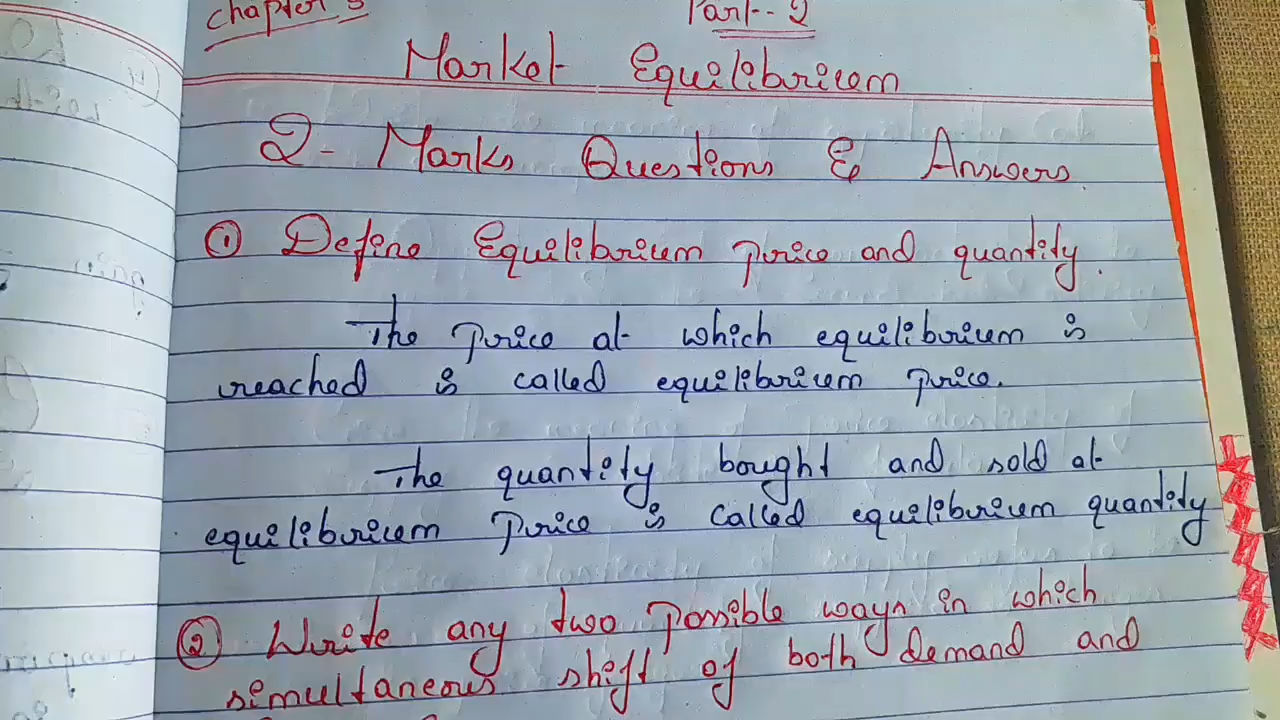 chapter 5
Part-2
Market Equilibrium
2- Marks Questions & Answers
① Define Equilibrium price and quantity.
The price at which equilibrium is
reached is called equilibrium price.
The quantity bought and sold at
equilibrium price is called equilibrium quantity
② Write any two possible ways in which
simultaneous shift of both demand and